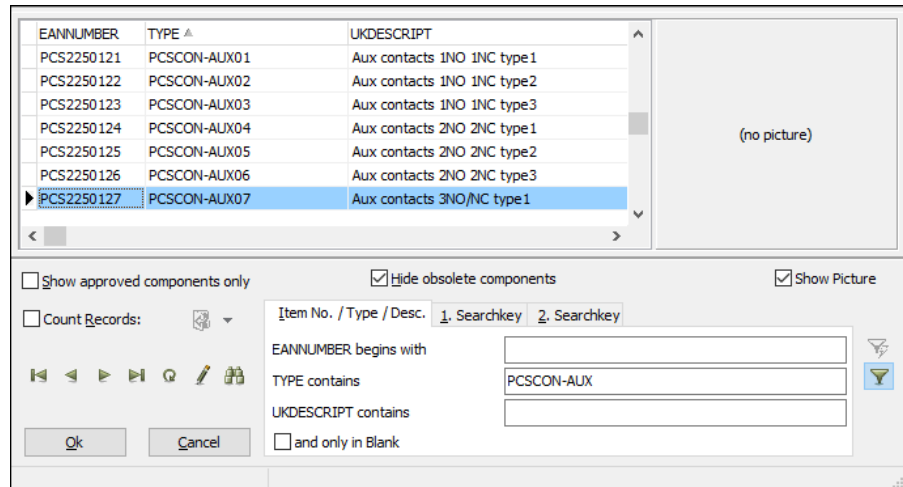 EANNUMBER TYPE UKDESCRIPT
PCS2250121 PCSCON-AUX01 Aux contacts 1NO 1NC type1
PCS2250122 PCSCON-AUX02 Aux contacts 1NO 1NC type2
PCS2250123 PCSCON-AUX03 Aux contacts 1NO 1NC type3
PCS2250124 PCSCON-AUX04 Aux contacts 2NO 2NC type1
PCS2250125 PCSCON-AUX05 Aux contacts 2NO 2NC type2
PCS2250126 PCSCON-AUX06 Aux contacts 2NO 2NC type3
PCS2250127 PCSCON-AUX07 Aux contacts 3NO/NC type1
(no picture)
Show approved components only Hide obsolete components Show Picture
Count Records: Item No. / Type / Desc. 1. Searchkey 2. Searchkey
EANNUMBER begins with
TYPE contains PCSCON-AUX
UKDESCRIPT contains
Ok Cancel and only in Blank